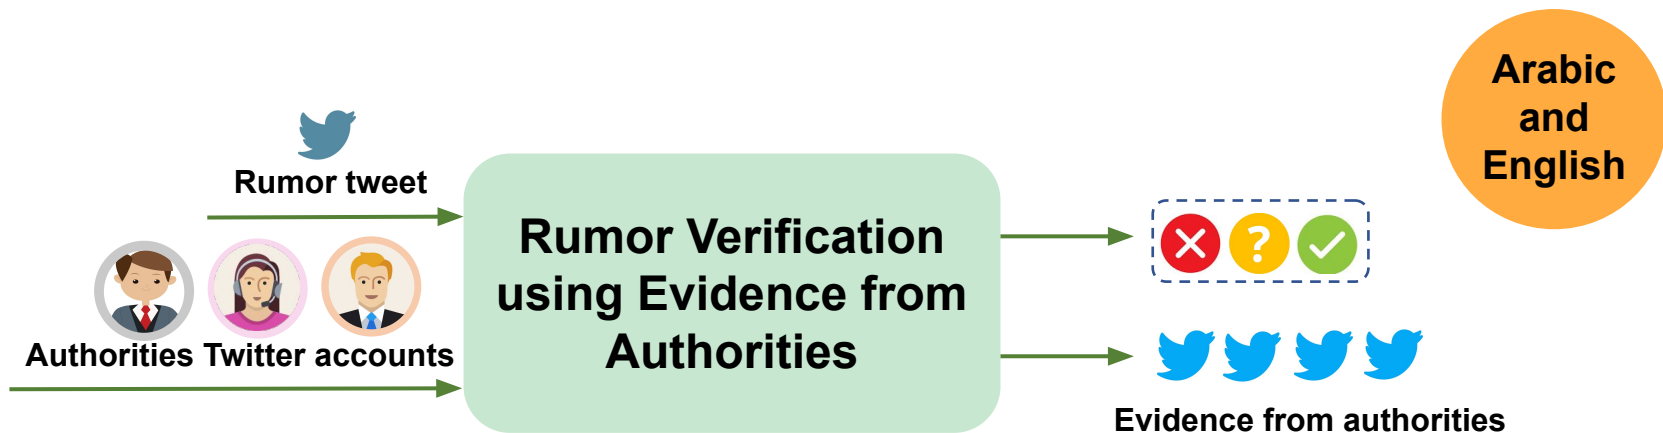 Arabic
and
English
Rumor tweet
Authorities Twitter accounts
Rumor Verification
using Evidence from
Authorities
?
Evidence from authorities